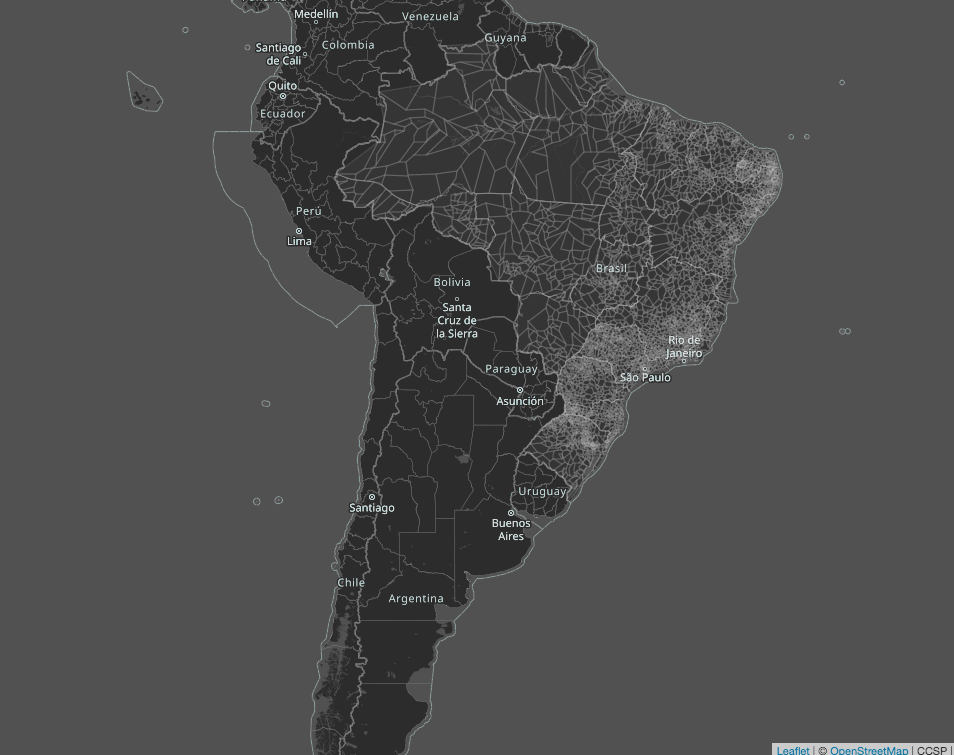 Medellín
Venezuela
Guyana
Santiago
de Cali
Colombia
Quito
Ecuador
Perú
Lima
Brasil
Bolivia
Santa
Cruz de
la Sierra
Rio de
Janeiro
Paraguay
São Paulo
Asunción
Uruguay
Santiago
Buenos
Aires
Chile
Argentina
Leaflet | © OpenStreetMap | CCSP |